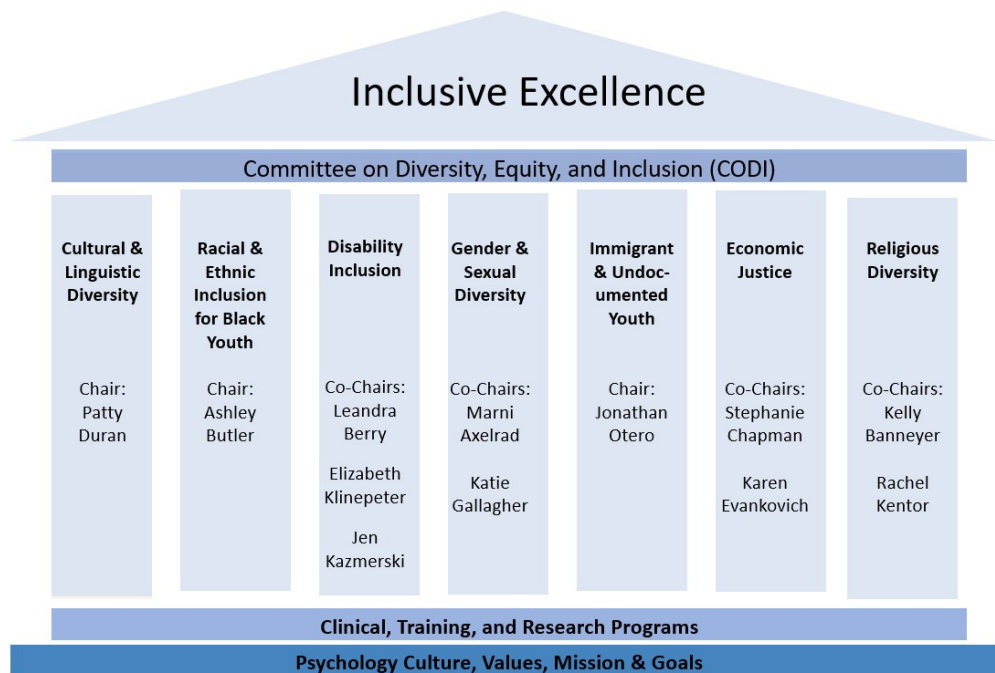 Inclusive Excellence
Committee on Diversity, Equity, and Inclusion (CODI)
Cultural &
Linguistic
Diversity
Chair:
Patty
Duran
Racial &
Ethnic
Inclusion
for Black
Youth
Chair:
Ashley
Butler
Disability
Inclusion
Co-Chairs:
Leandra
Berry
Elizabeth
Klinepeter
Jen
Kazmerski
Gender &
Sexual
Diversity
Co-Chairs:
Marni
Axelrad
Katie
Gallagher
Immigrant
& Undoc-
umented
Youth
Chair:
Jonathan
Otero
Economic
Justice
Co-Chairs:
Stephanie
Chapman
Karen
Evankovich
Religious
Diversity
Co-Chairs:
Kelly
Banneyer
Rachel
Kentor
Clinical, Training, and Research Programs
Psychology Culture, Values, Mission & Goals